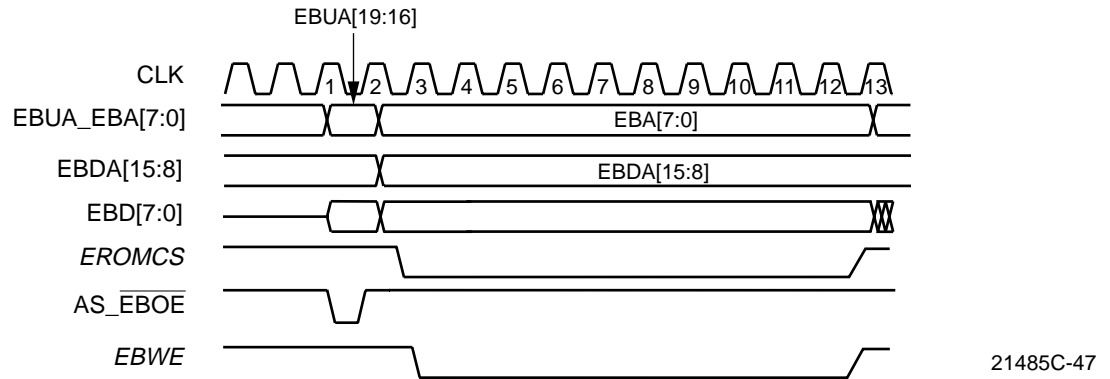 EBUA[19:16]
CLK
1 2 3 4 5 6 7 8 9 10 11 12 13
EBUA_EBA[7:0]
EBA[7:0]
EBDA[15:8]
EBDA[15:8]
EBD[7:0]
EROMCS
AS_EBOE
EBWE
21485C-47